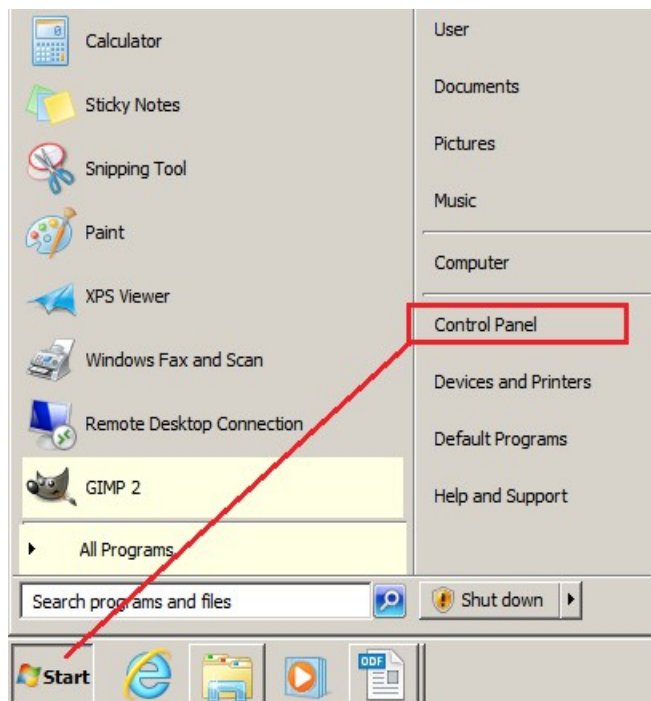 Calculator
Sticky Notes
Snipping Tool
Paint
XPS Viewer
Windows Fax and Scan
Remote Desktop Connection
GIMP 2
All Programs
Search programs and files
User
Documents
Pictures
Music
Computer
Control Panel
Devices and Printers
Default Programs
Help and Support
Shut down
Start
ODF